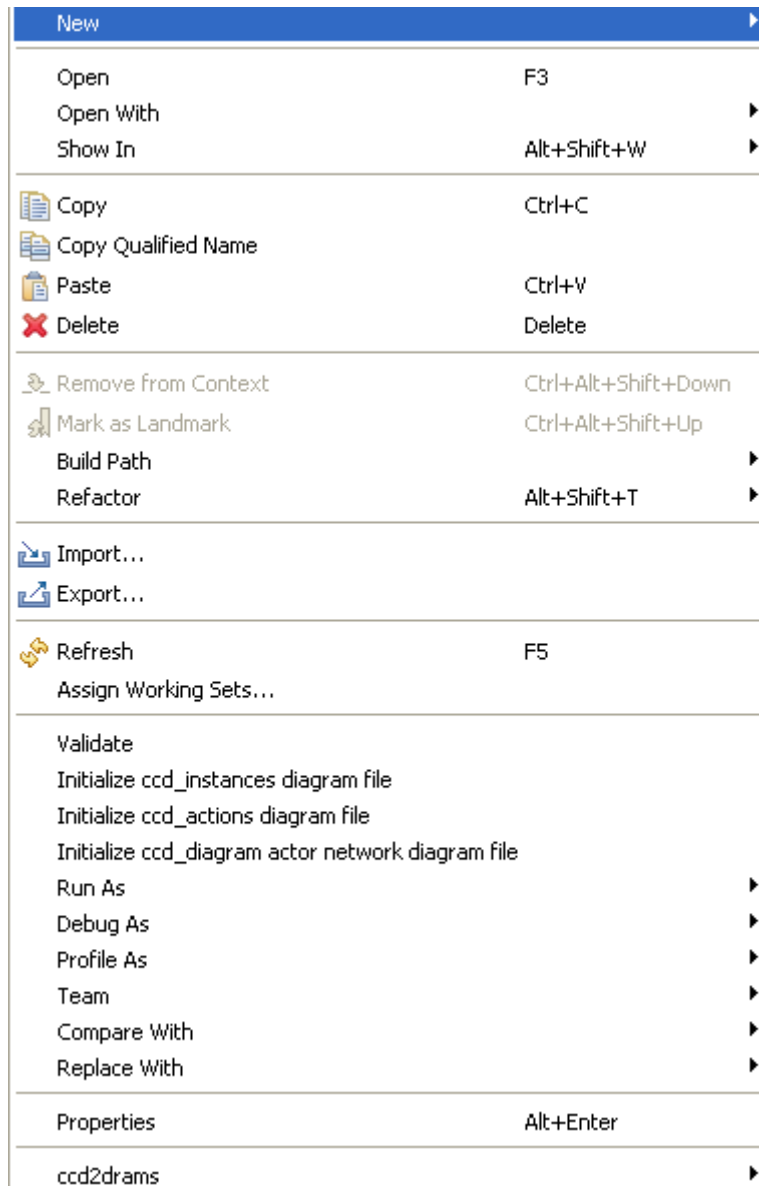 New
Open F3
Open With
Show In Alt+Shift+W
Copy Ctrl+C
Copy Qualified Name
Paste Ctrl+V
Delete Delete
Remove from Context Ctrl+Alt+Shift+Down
Mark as Landmark Ctrl+Alt+Shift+Up
Build Path
Refactor Alt+Shift+T
Import...
Export...
Refresh F5
Assign Working Sets...
Validate
Initialize ccd_instances diagram file
Initialize ccd_actions diagram file
Initialize ccd_diagram actor network diagram file
Run As
Debug As
Profile As
Team
Compare With
Replace With
Properties Alt+Enter
ccd2drams